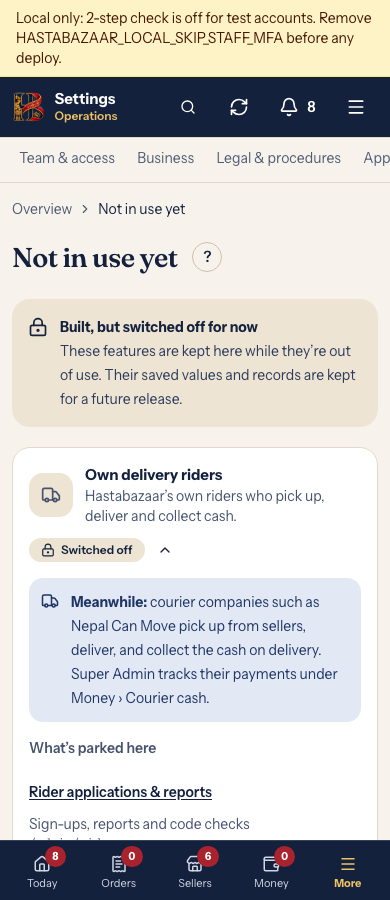 Local only: 2-step check is off for test accounts. Remove
HASTABAZAAR_LOCAL_SKIP_STAFF_MFA before any
deploy.
Settings
Operations
8
Team & access
Business
Legal & procedures
App
Overview
Not in use yet
Not in use yet
?
Built, but switched off for now
These features are kept here while they're out
of use. Their saved values and records are kept
for a future release.
Own delivery riders
Hastabazaar's own riders who pick up,
deliver and collect cash.
Switched off
Meanwhile: courier companies such as
Nepal Can Move pick up from sellers,
deliver, and collect the cash on delivery.
Super Admin tracks their payments under
Money › Courier cash.
What's parked here
Rider applications & reports
Sign-ups, reports and code checks
8
0
6
0
Today
Orders
Sellers
Money
More